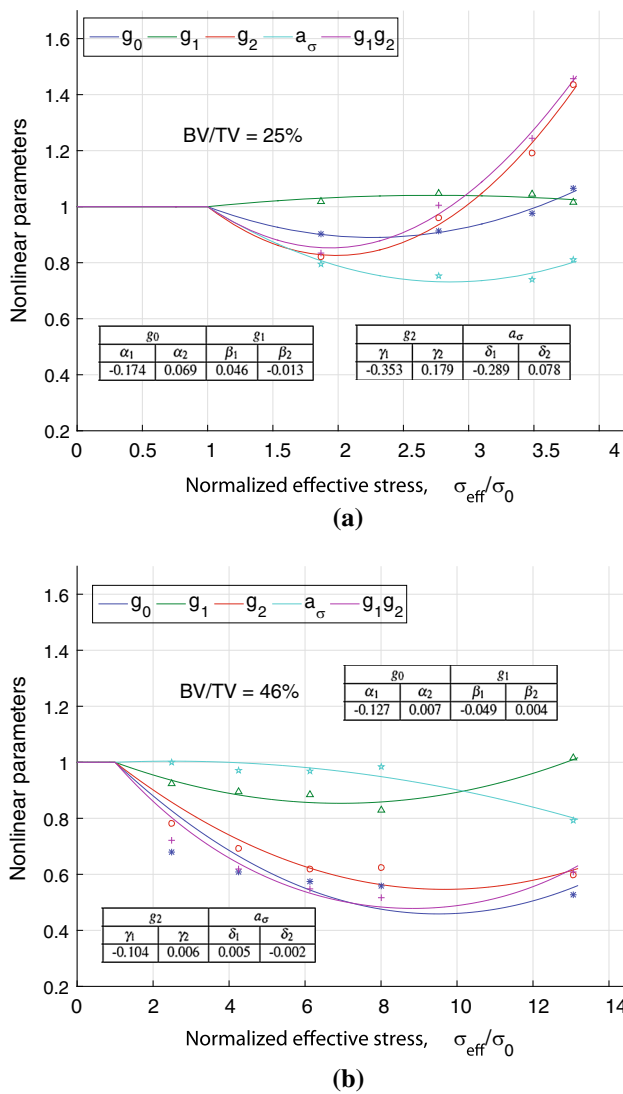 1.6
1.4
1.2
1
0.8
0.6
0.4
0.2
Nonlinear parameters
g0 g1 g2 aσ g1g2
BV/TV = 25%
g0 g1
α1 α2 β1 β2
-0.174 0.069 0.046 -0.013
g2 aσ
γ1 γ2 δ1 δ2
-0.353 0.179 -0.289 0.078
0 0.5 1 1.5 2 2.5 3 3.5 4
Normalized effective stress, σeff/σ0
(a)
1.6
1.4
1.2
1
0.8
0.6
0.4
0.2
Nonlinear parameters
g0 g1 g2 aσ g1g2
BV/TV = 46%
g0 g1
α1 α2 β1 β2
-0.127 0.007 -0.049 0.004
g2 aσ
γ1 γ2 δ1 δ2
-0.104 0.006 0.005 -0.002
0 2 4 6 8 10 12 14
Normalized effective stress, σeff/σ0
(b)